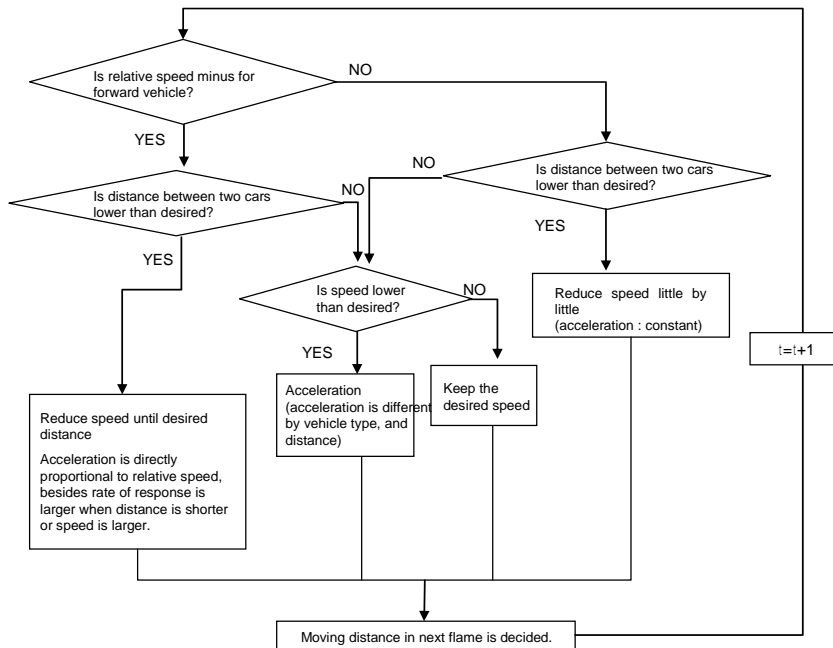 Is relative speed minus for
forward vehicle?
NO
YES
Is distance between two cars
lower than desired?
NO
NO
Is distance between two cars
lower than desired?
YES
YES
Is speed lower
than desired?
NO
YES
Reduce speed little by
little
(acceleration : constant)
t=t+1
Acceleration
(acceleration is different
by vehicle type, and
distance)
Keep the
desired speed
Reduce speed until desired
distance
Acceleration is directly
proportional to relative speed,
besides rate of response is
larger when distance is shorter
or speed is larger.
Moving distance in next flame is decided.